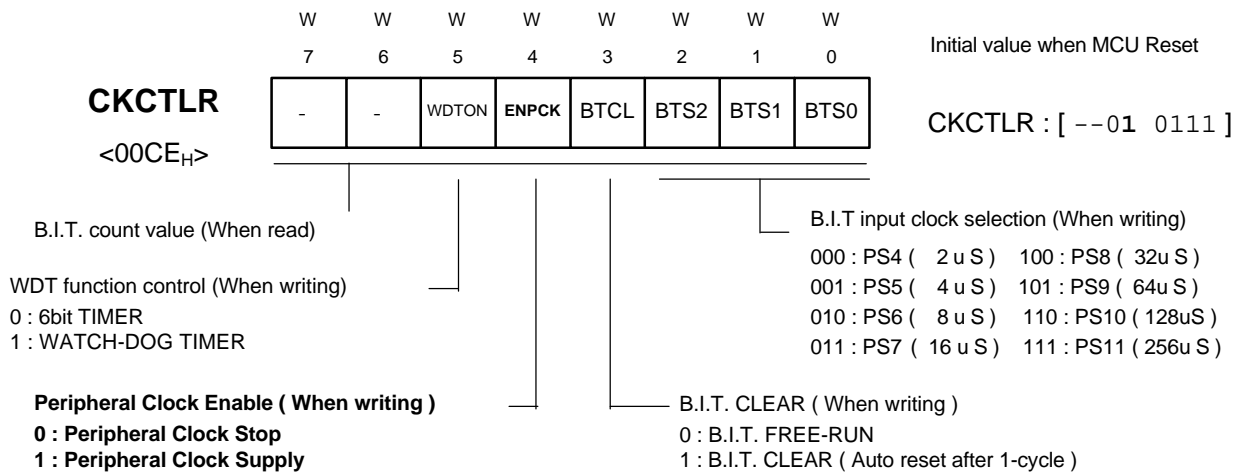 W W W W W W W W
7 6 5 4 3 2 1 0
Initial value when MCU Reset
CKCTLR
- - WDTON ENPCK BTCL BTS2 BTS1 BTS0
CKCTLR : [ --01 0111 ]
<00CEH>
B.I.T. count value (When read)
B.I.T input clock selection (When writing)
000 : PS4 ( 2 u S ) 100 : PS8 ( 32u S )
001 : PS5 ( 4 u S ) 101 : PS9 ( 64u S )
010 : PS6 ( 8 u S ) 110 : PS10 ( 128uS )
011 : PS7 ( 16 u S ) 111 : PS11 ( 256u S )
WDT function control (When writing)
0 : 6bit TIMER
1 : WATCH-DOG TIMER
Peripheral Clock Enable ( When writing )
0 : Peripheral Clock Stop
1 : Peripheral Clock Supply
B.I.T. CLEAR ( When writing )
0 : B.I.T. FREE-RUN
1 : B.I.T. CLEAR ( Auto reset after 1-cycle )